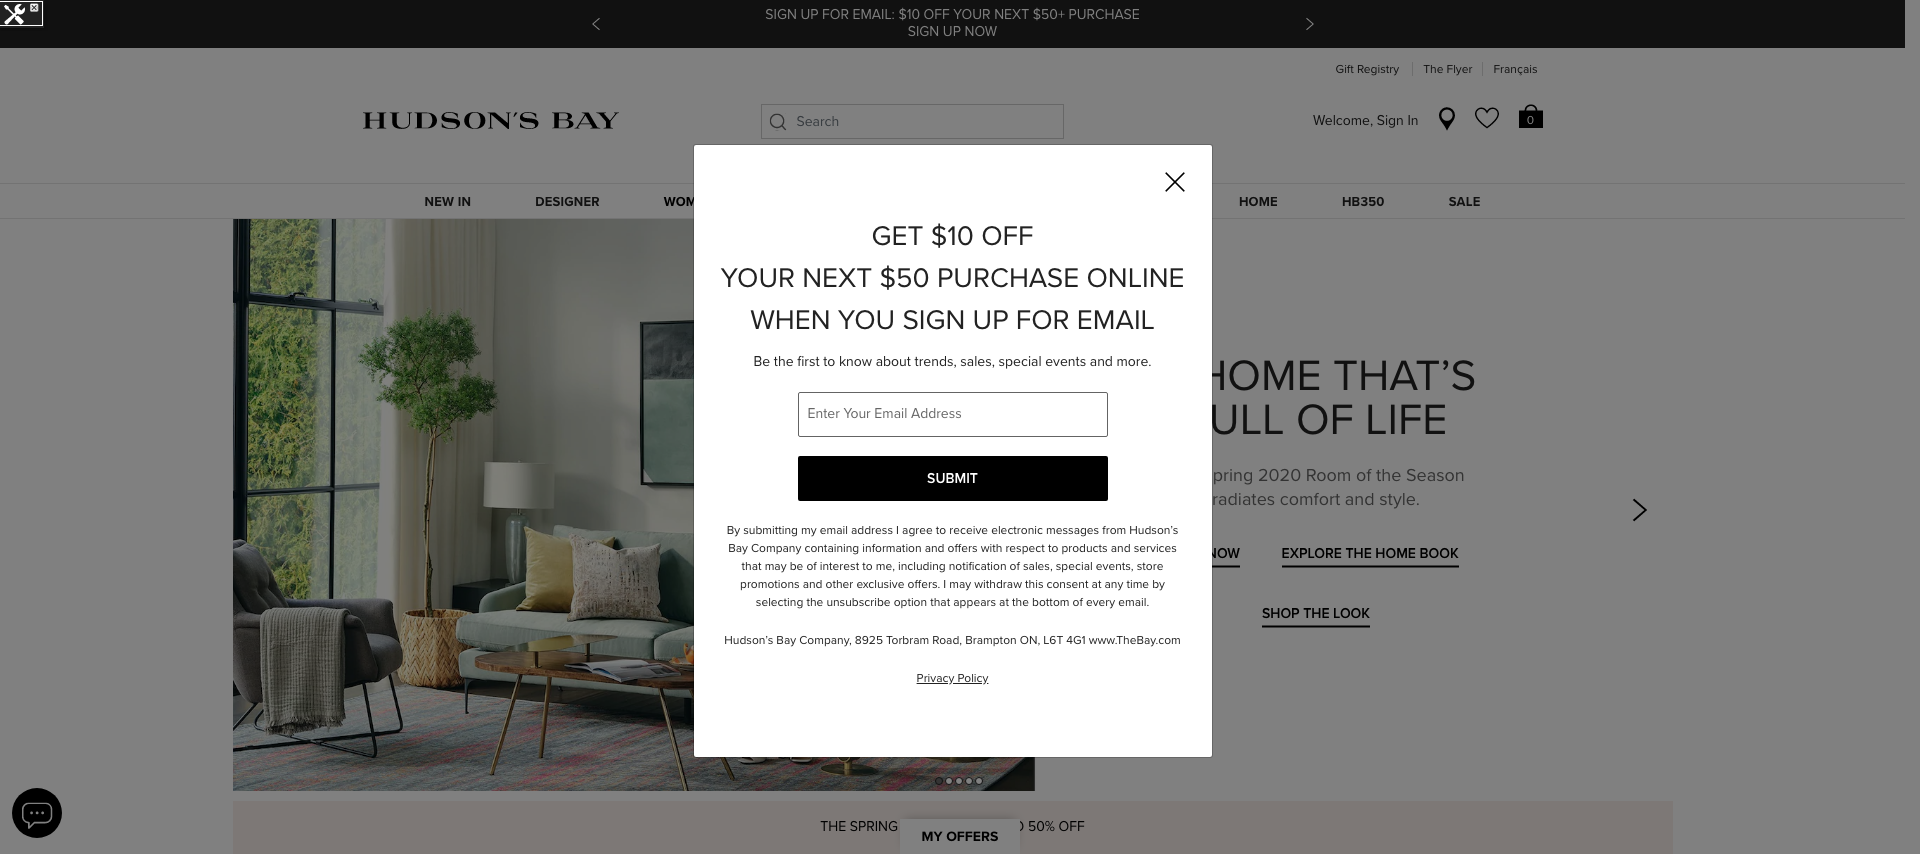 SIGN UP FOR EMAIL: $10 OFF YOUR NEXT $50+ PURCHASE
SIGN UP NOW
Gift Registry
The Flyer
Français
HUDSON'S BAY
Search
Welcome, Sign In
0
NEW IN
DESIGNER
WOM
HOME
HB350
SALE
GET $10 OFF
YOUR NEXT $50 PURCHASE ONLINE
WHEN YOU SIGN UP FOR EMAIL
Be the first to know about trends, sales, special events and more.
Enter Your Email Address
SUBMIT
By submitting my email address I agree to receive electronic messages from Hudson's
Bay Company containing information and offers with respect to products and services
that may be of interest to me, including notification of sales, special events, store
promotions and other exclusive offers. I may withdraw this consent at any time by
selecting the unsubscribe option that appears at the bottom of every email.
Hudson's Bay Company, 8925 Torbram Road, Brampton ON, L6T 4G1 www.TheBay.com
Privacy Policy
HOME THAT'S
ULL OF LIFE
pring 2020 Room of the Season
radiates comfort and style.
NOW
EXPLORE THE HOME BOOK
SHOP THE LOOK
THE SPRING
50% OFF
MY OFFERS